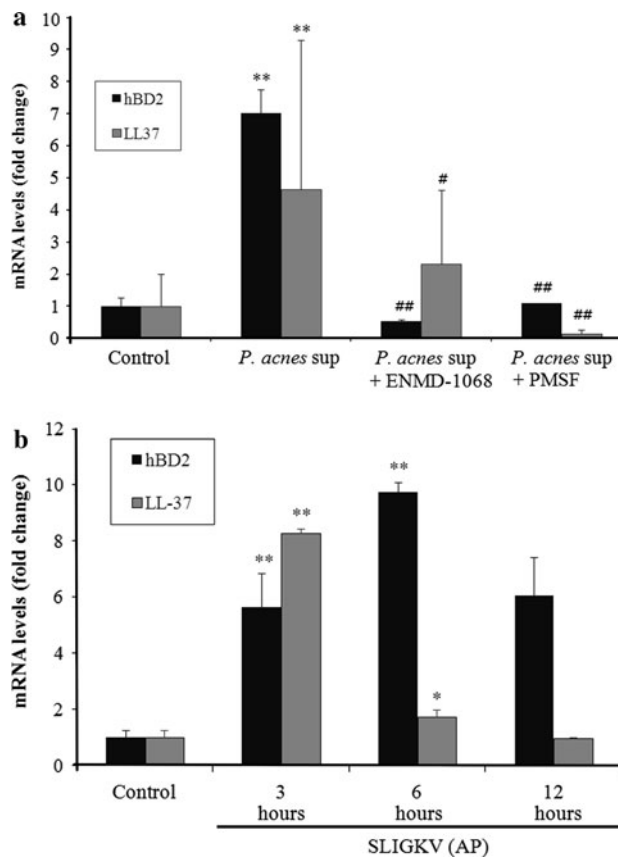 a
10
9
8
7
6
5
4
3
2
1
0
mRNA levels (fold change)
hBD2
LL37
**
**
##
#
##
##
Control
P. acnes sup
P. acnes sup
+ ENMD-1068
P. acnes sup
+ PMSF
b
12
10
8
6
4
2
0
mRNA levels (fold change)
hBD2
LL-37
**
**
**
*
Control
3
hours
6
hours
12
hours
SLIGKV (AP)